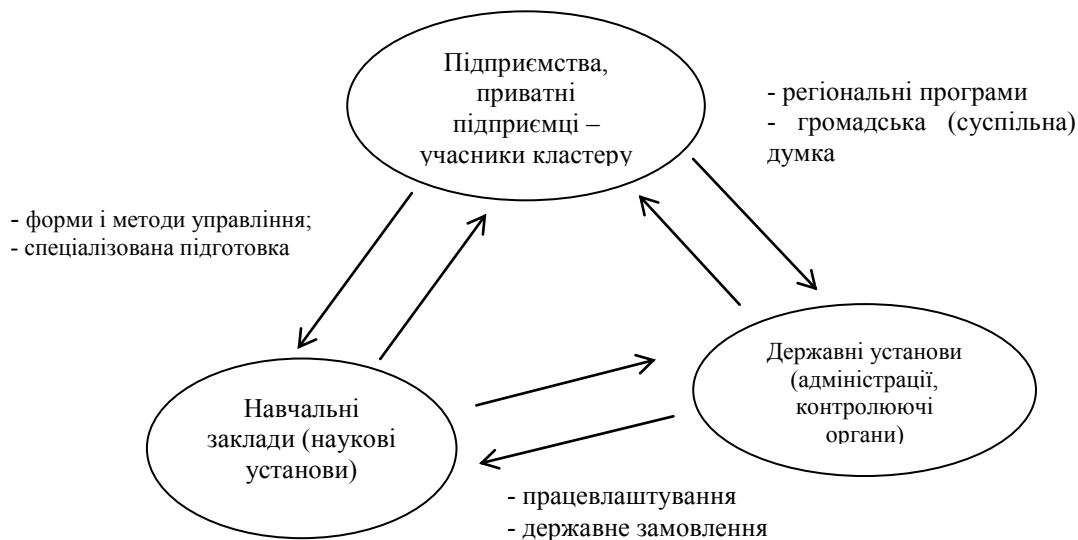 Підприємства,
приватні
підприємці –
учасники кластеру
- регіональні програми
- громадська (суспільна)
думка
- форми і методи управління;
- спеціалізована підготовка
Державні установи
(адміністрації,
контролюючі
органи)
Навчальні
заклади (наукові
установи)
- працевлаштування
- державне замовлення